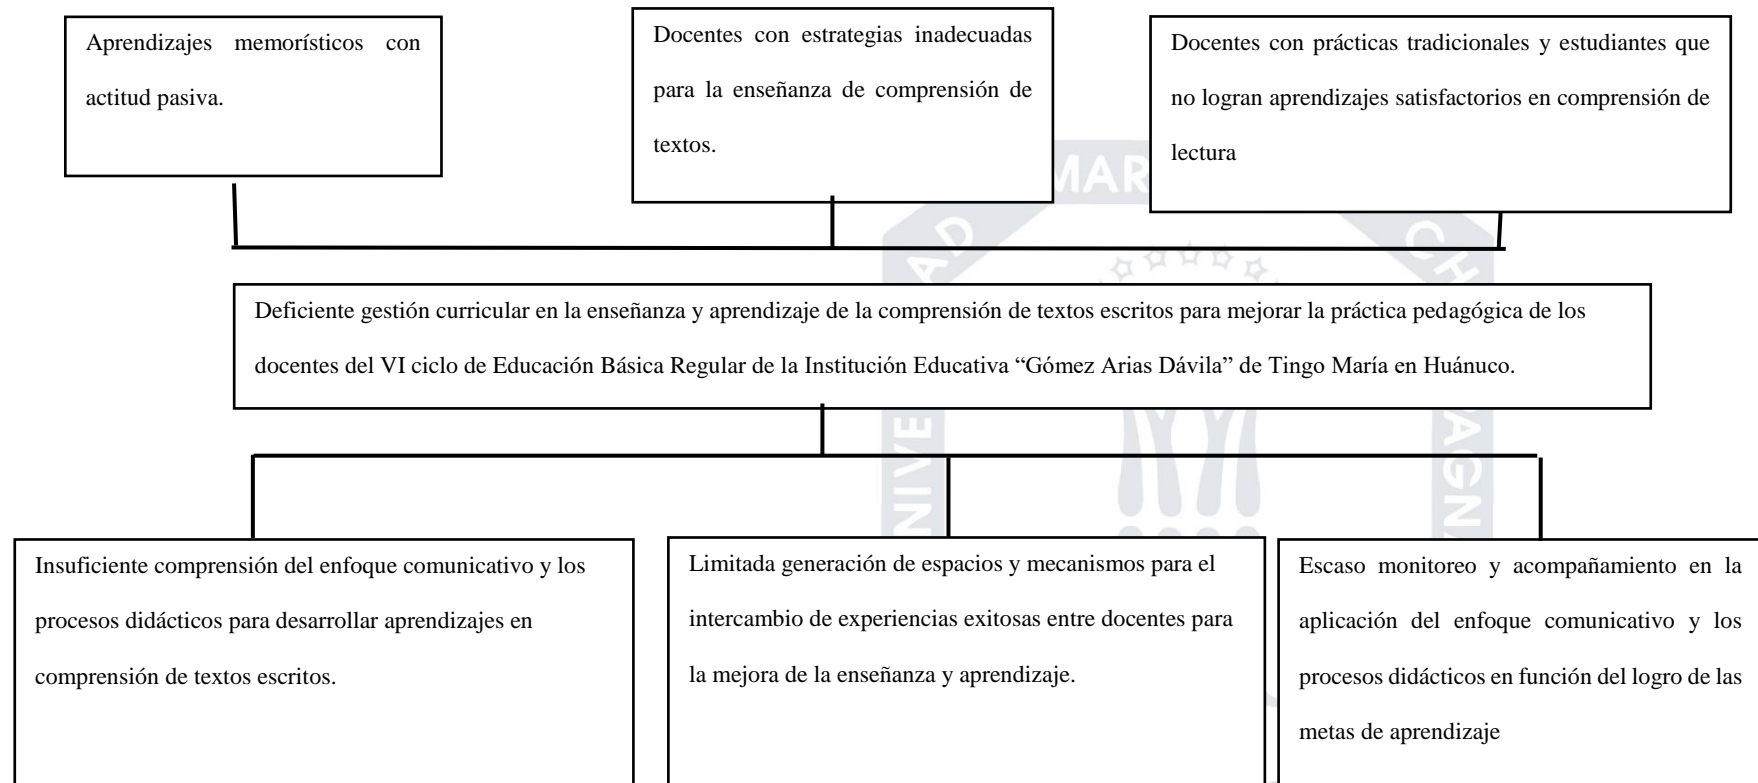 Aprendizajes memorísticos con
actitud pasiva.
Docentes con estrategias inadecuadas
para la enseñanza de comprensión de
textos.
Docentes con prácticas tradicionales y estudiantes que
no logran aprendizajes satisfactorios en comprensión de
lectura
Deficiente gestión curricular en la enseñanza y aprendizaje de la comprensión de textos escritos para mejorar la práctica pedagógica de los
docentes del VI ciclo de Educación Básica Regular de la Institución Educativa “Gómez Arias Dávila” de Tingo María en Huánuco.
Insuficiente comprensión del enfoque comunicativo y los
procesos didácticos para desarrollar aprendizajes en
comprensión de textos escritos.
Limitada generación de espacios y mecanismos para el
intercambio de experiencias exitosas entre docentes para
la mejora de la enseñanza y aprendizaje.
Escaso monitoreo y acompañamiento en la
aplicación del enfoque comunicativo y los
procesos didácticos en función del logro de las
metas de aprendizaje